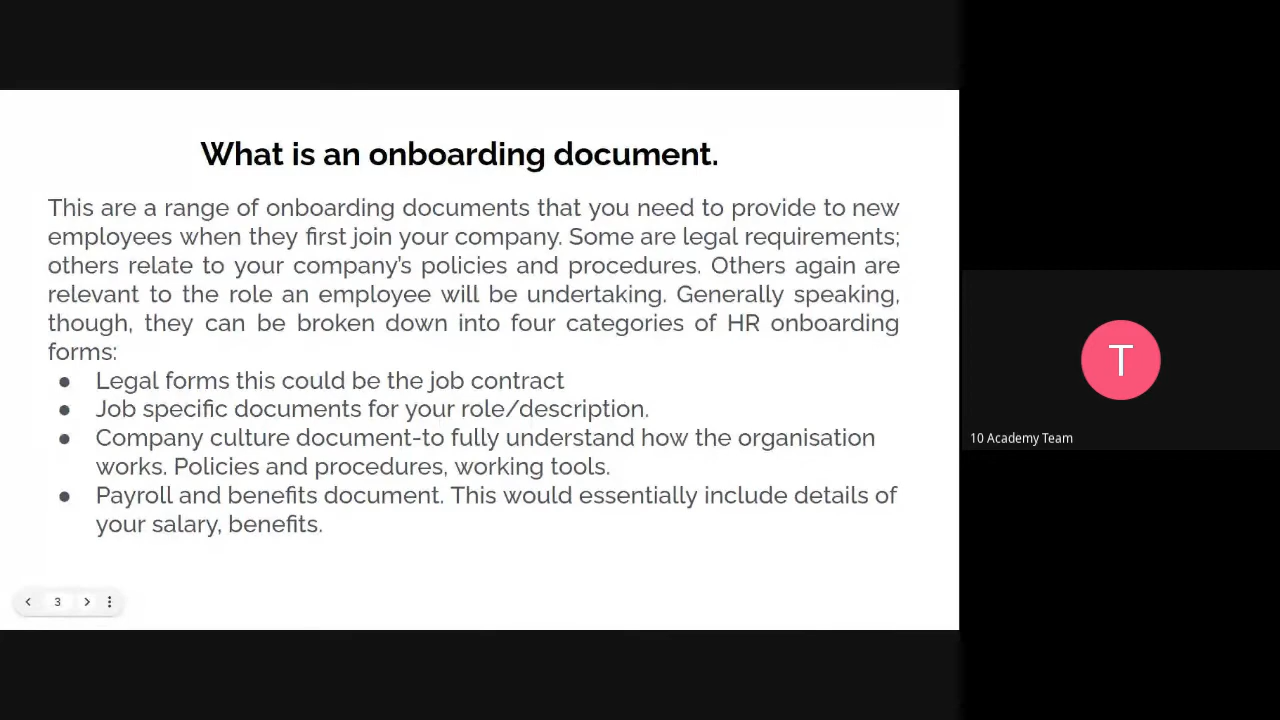 What is an onboarding document.
This are a range of onboarding documents that you need to provide to new
employees when they first join your company. Some are legal requirements;
others relate to your company's policies and procedures. Others again are
relevant to the role an employee will be undertaking. Generally speaking,
though, they can be broken down into four categories of HR onboarding
forms:
● Legal forms this could be the job contract
● Job specific documents for your role/description.
● Company culture document-to fully understand how the organisation
works. Policies and procedures, working tools.
● Payroll and benefits document. This would essentially include details of
your salary, benefits.
3
T
10 Academy Team